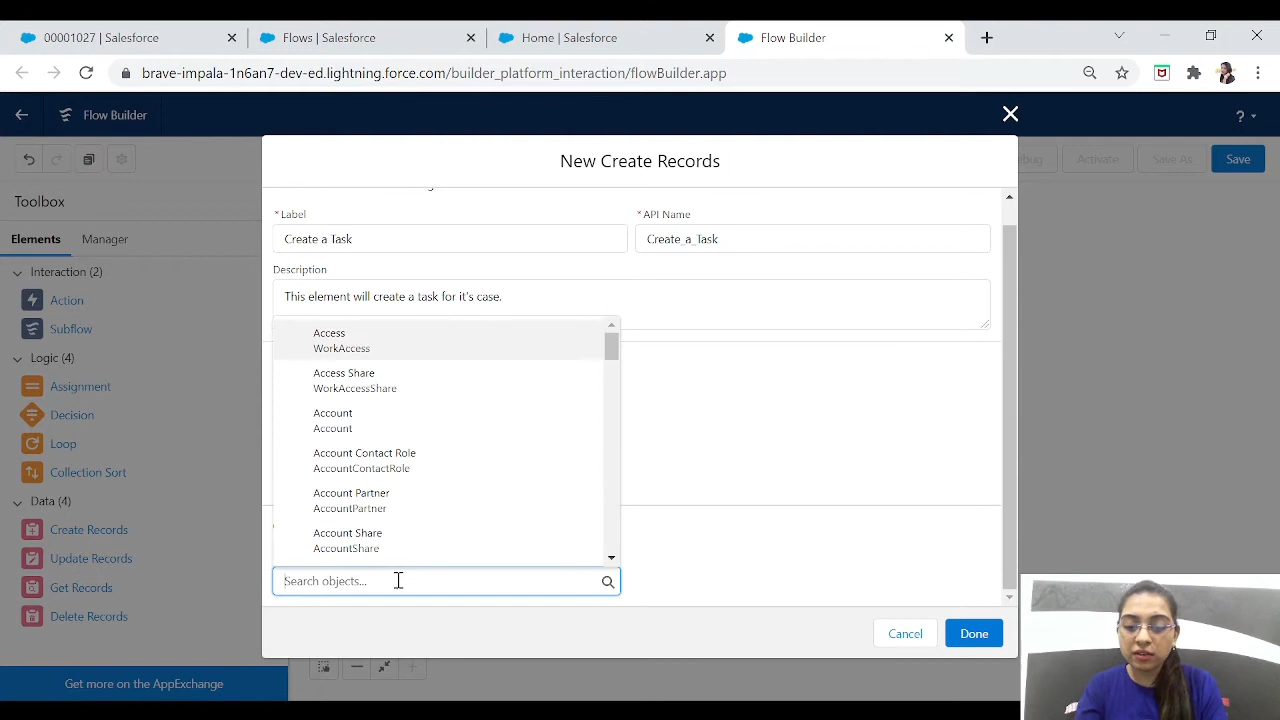 00001027 | Salesforce
Flows | Salesforce
Home | Salesforce
Flow Builder
brave-impala-1n6an7-dev-ed.lightning.force.com/builder_platform_interaction/flowBuilder.app
Flow Builder
?
New Create Records
Activate
Save As
Save
Toolbox
Elements
Manager
Interaction (2)
Action
Subflow
Logic (4)
Assignment
Decision
Loop
Collection Sort
Data (4)
Create Records
Update Records
Get Records
Delete Records
Get more on the AppExchange
*Label
*API Name
Create a Task
Create_a_Task
Description
This element will create a task for it's case.
Access
WorkAccess
Access Share
WorkAccessShare
Account
Account
Account Contact Role
AccountContactRole
Account Partner
AccountPartner
Account Share
AccountShare
Search objects...
Cancel
Done